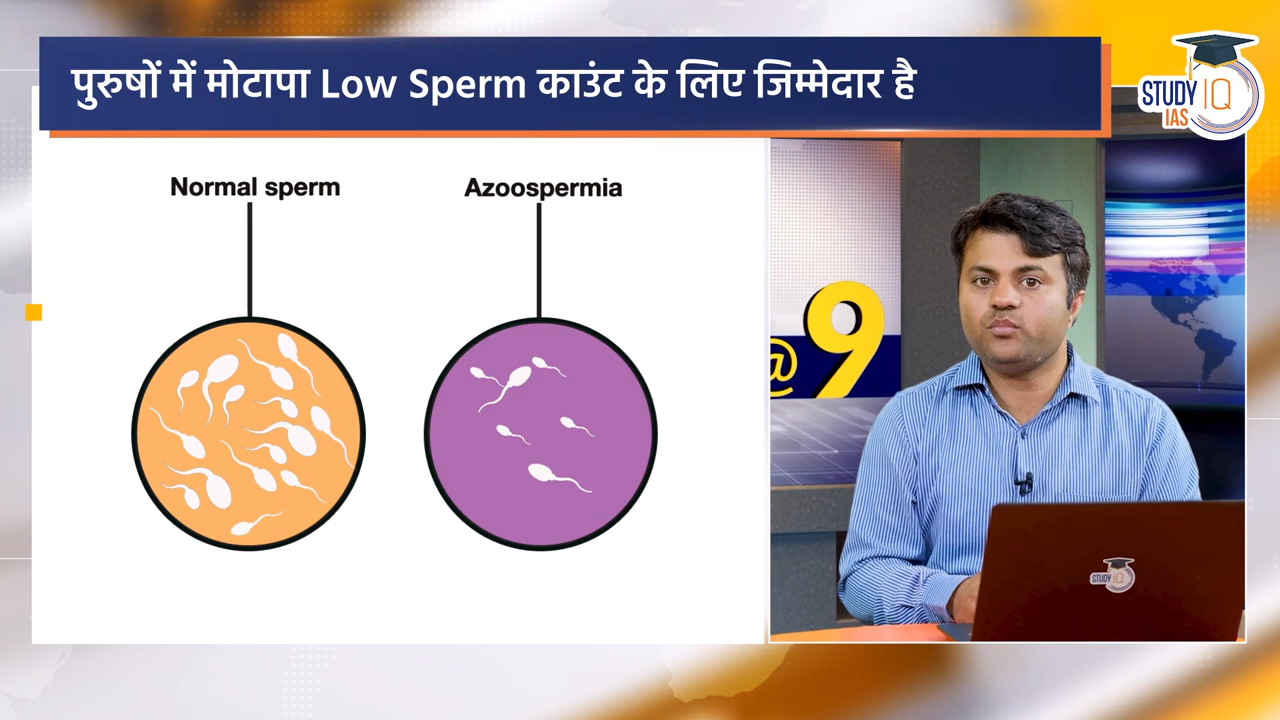 पुरुषों में मोटापा Low Sperm काउंट के लिए जिम्मेदार है
STUDY IQ
IAS
Normal sperm
Azoospermia
@9
STUDY IQ